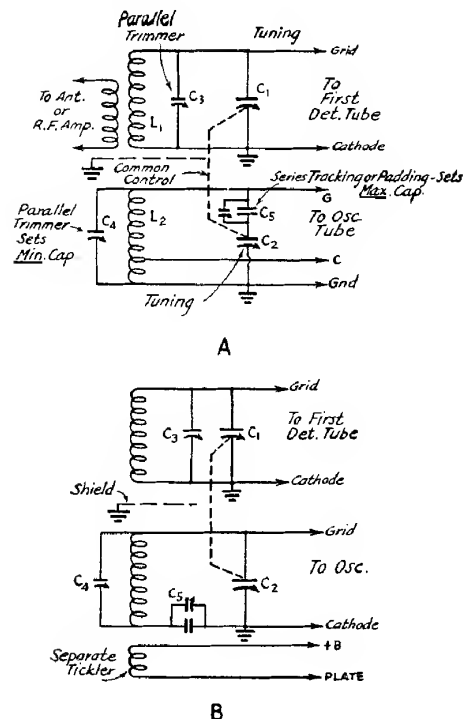 Parallel
Trimmer
Tuning
Grid
To Ant.
or
R.F. Amp.
L1
C3
C1
To
First
Det. Tube
Cathode
Common
Control
Series Tracking or Padding-Sets
Max. Cap.
G
Parallel
Trimmer
Sets
Min. Cap.
C4
L2
C5
C2
To Osc
Tube
C
Tuning
Gnd
A
Grid
C3
C1
To First
Det. Tube
Shield
Cathode
Grid
C4
C5
C2
To Osc.
Cathode
Separate
Tickler
+B
PLATE
B